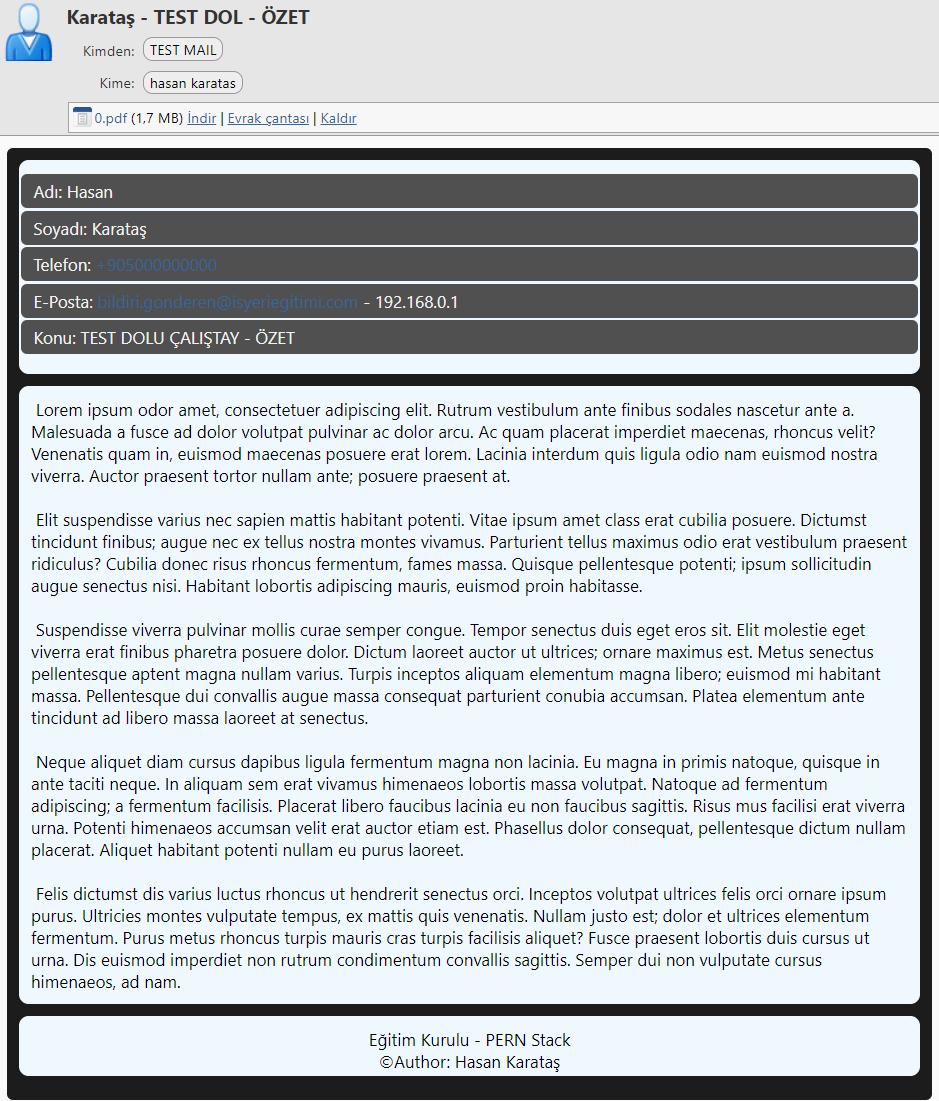 Karataş - TEST DOL - ÖZET
Kimden: TEST MAIL
Kime: hasan karatas
0.pdf (1,7 MB) İndir | Evrak çantası | Kaldır
Adı: Hasan
Soyadı: Karataş
Telefon: +905000000000
E-Posta: bildiri.gonderen@isyeriegitimi.com - 192.168.0.1
Konu: TEST DOLU ÇALIŞTAY - ÖZET
Lorem ipsum odor amet, consectetuer adipiscing elit. Rutrum vestibulum ante finibus sodales nascetur ante a.
Malesuada a fusce ad dolor volutpat pulvinar ac dolor arcu. Ac quam placerat imperdiet maecenas, rhoncus velit?
Venenatis quam in, euismod maecenas posuere erat lorem. Lacinia interdum quis ligula odio nam euismod nostra
viverra. Auctor praesent tortor nullam ante; posuere praesent at.
Elit suspendisse varius nec sapien mattis habitant potenti. Vitae ipsum amet class erat cubilia posuere. Dictumst
tincidunt finibus; augue nec ex tellus nostra montes vivamus. Parturient tellus maximus odio erat vestibulum praesent
ridiculus? Cubilia donec risus rhoncus fermentum, fames massa. Quisque pellentesque potenti; ipsum sollicitudin
augue senectus nisi. Habitant lobortis adipiscing mauris, euismod proin habitasse.
Suspendisse viverra pulvinar mollis curae semper congue. Tempor senectus duis eget eros sit. Elit molestie eget
viverra erat finibus pharetra posuere dolor. Dictum laoreet auctor ut ultrices; ornare maximus est. Metus senectus
pellentesque aptent magna nullam varius. Turpis inceptos aliquam elementum magna libero; euismod mi habitant
massa. Pellentesque dui convallis augue massa consequat parturient conubia accumsan. Platea elementum ante
tincidunt ad libero massa laoreet at senectus.
Neque aliquet diam cursus dapibus ligula fermentum magna non lacinia. Eu magna in primis natoque, quisque in
ante taciti neque. In aliquam sem erat vivamus himenaeos lobortis massa volutpat. Natoque ad fermentum
adipiscing; a fermentum facilisis. Placerat libero faucibus lacinia eu non faucibus sagittis. Risus mus facilisi erat viverra
urna. Potenti himenaeos accumsan velit erat auctor etiam est. Phasellus dolor consequat, pellentesque dictum nullam
placerat. Aliquet habitant potenti nullam eu purus laoreet.
Felis dictumst dis varius luctus rhoncus ut hendrerit senectus orci. Inceptos volutpat ultrices felis orci ornare ipsum
purus. Ultricies montes vulputate tempus, ex mattis quis venenatis. Nullam justo est; dolor et ultrices elementum
fermentum. Purus metus rhoncus turpis mauris cras turpis facilisis aliquet? Fusce praesent lobortis duis cursus ut
urna. Dis euismod imperdiet non rutrum condimentum convallis sagittis. Semper dui non vulputate cursus
himenaeos, ad nam.
Eğitim Kurulu - PERN Stack
©Author: Hasan Karataş